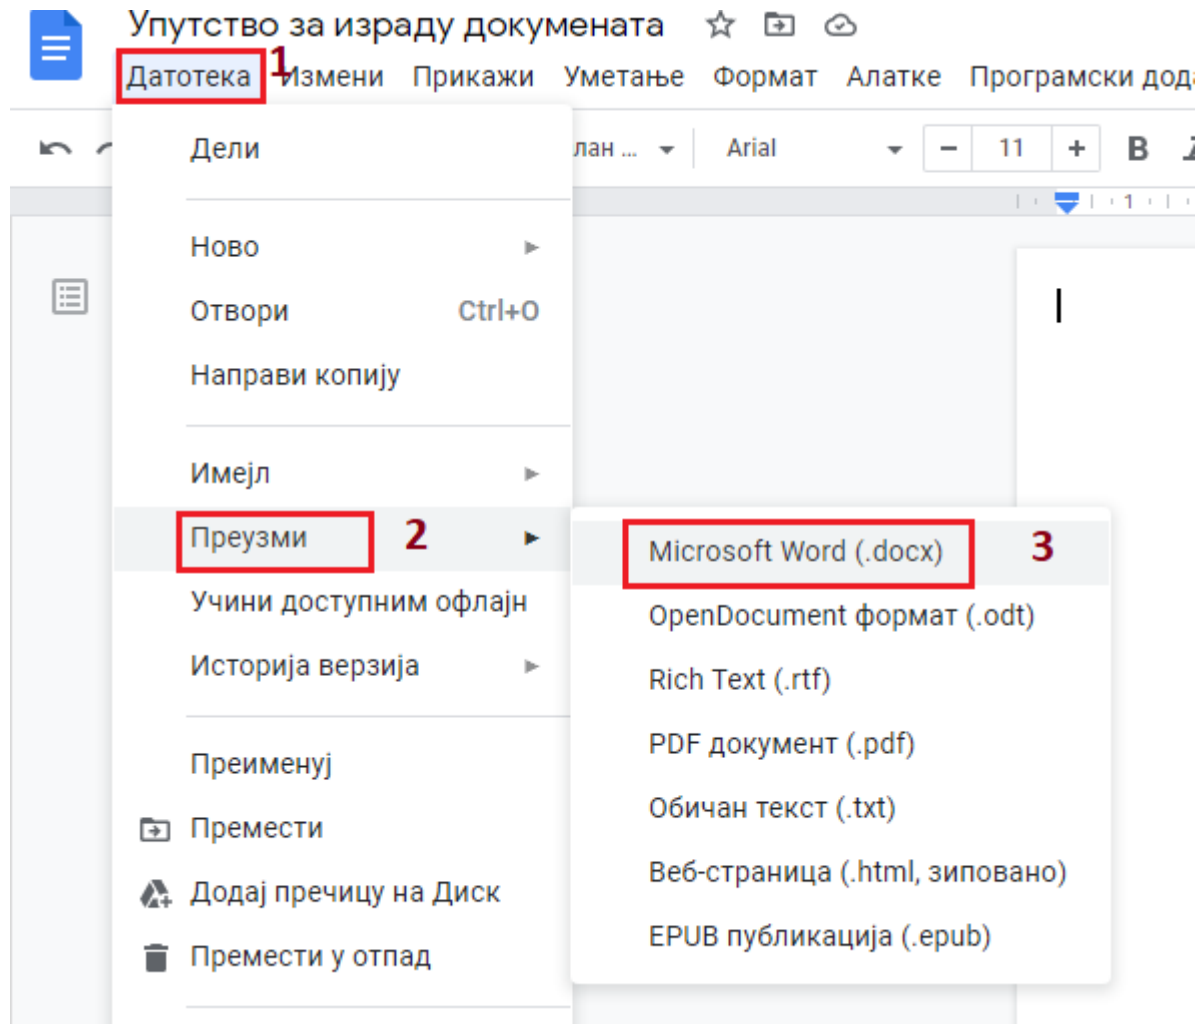 Упутство за израду докумената
Датотека 1 Измени Прикажи Уметање Формат Алатке Програмски
Дели
... Arial - 11 + B
1
Ново
Отвори Ctrl+O
Направи копију
Имејл
Преузми 2
Microsoft Word (.docx) 3
Учини доступним офлајн
OpenDocument формат (.odt)
Историја верзија
Rich Text (.rtf)
PDF документ (.pdf)
Преименуј
Обичан текст (.txt)
Премести
Веб-страница (.html, зиповано)
Додај пречицу на Диск
EPUB публикација (.epub)
Премести у отпад